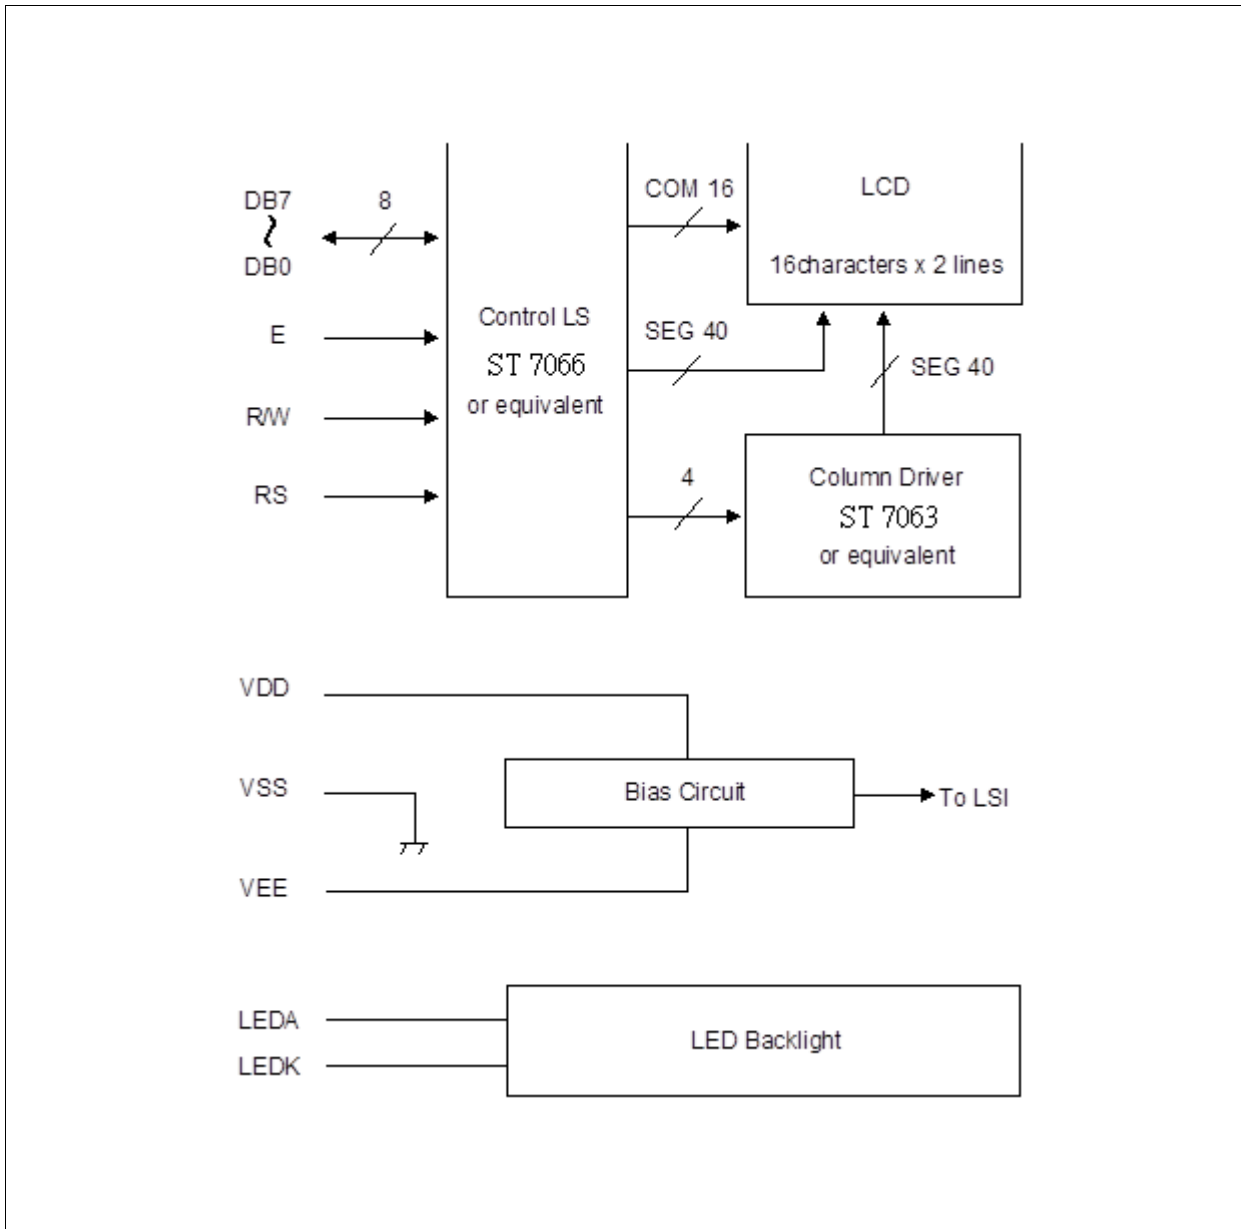 DB7
8
DB0
E
R/W
RS
Control LS
ST 7066
or equivalent
COM 16
SEG 40
4
LCD
16characters x 2 lines
SEG 40
Column Driver
ST 7063
or equivalent
VDD
VSS
VEE
Bias Circuit
To LSI
LEDA
LEDK
LED Backlight